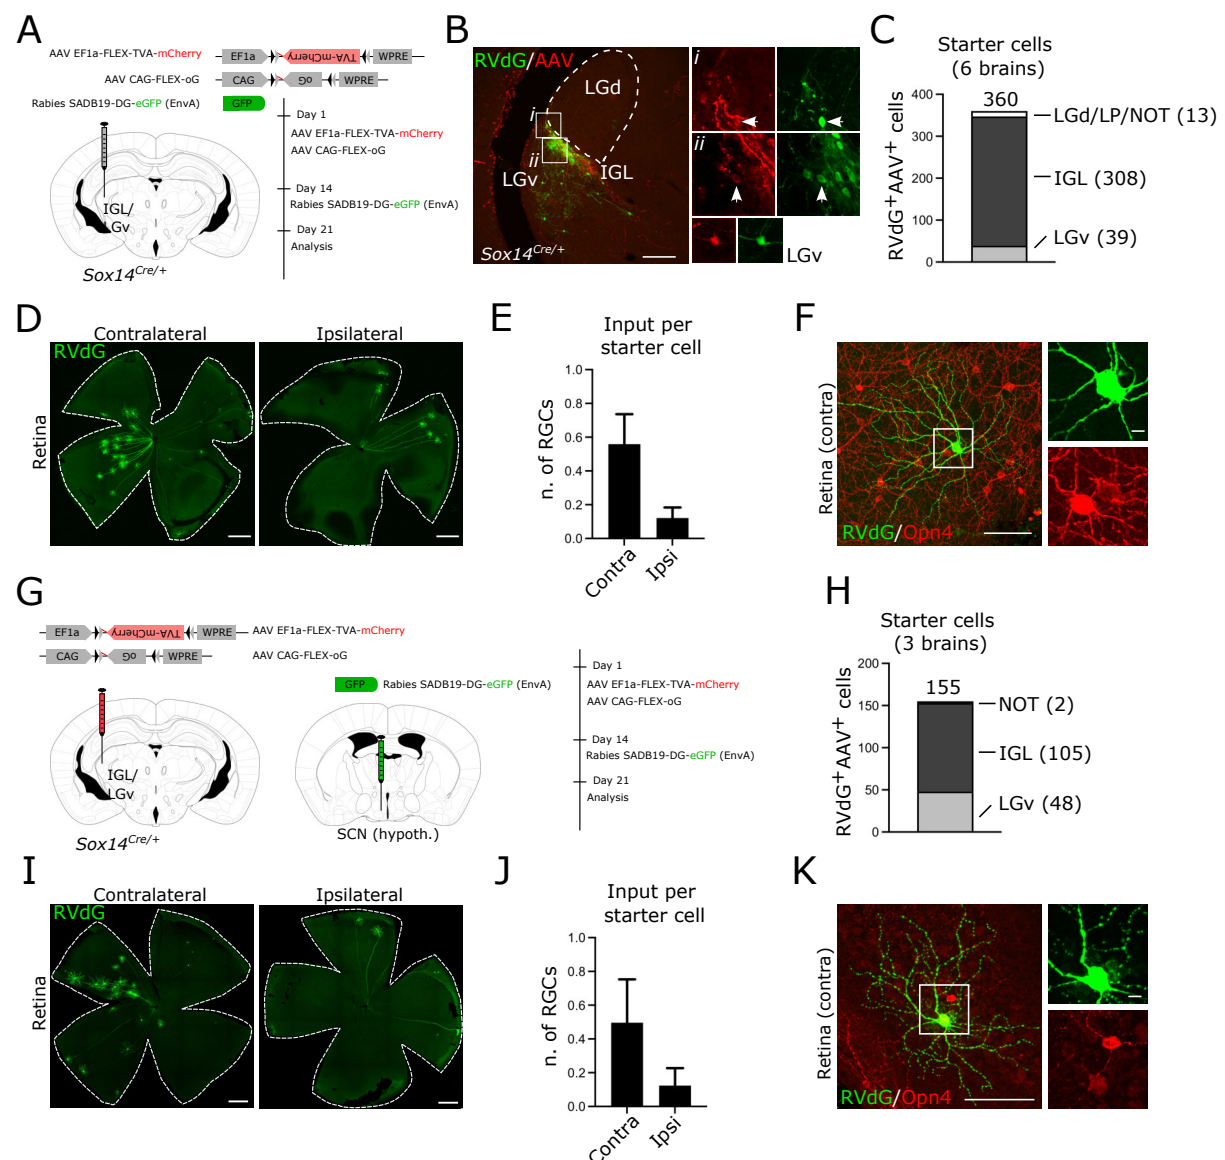 A
AAV EF1a-FLEX-TVA-mCherry
EF1a
TVA-mCherry
WPRE
AAV CAG-FLEX-oG
CAG
oG
WPRE
Rabies SADB19-DG-eGFP (EnvA)
GFP
Day 1
AAV EF1a-FLEX-TVA-mCherry
AAV CAG-FLEX-oG
Day 14
Rabies SADB19-DG-eGFP (EnvA)
Day 21
Analysis
IGL/
LGv
Sox14Cre/+
B
RVdG/AAV
LGd
i
ii
LGv
IGL
Sox14Cre/+
i
ii
LGv
C
Starter cells
(6 brains)
360
RVdG+AAV+ cells
400
300
200
100
0
LGd/LP/NOT (13)
IGL (308)
LGv (39)
D
Contralateral
Ipsilateral
RVdG
Retina
E
Input per
starter cell
n. of RGCs
1.0
0.8
0.6
0.4
0.2
0.0
Contra
Ipsi
F
Retina (contra)
RVdG/Opn4
G
EF1a
TVA-mCherry
WPRE
AAV EF1a-FLEX-TVA-mCherry
CAG
oG
WPRE
AAV CAG-FLEX-oG
GFP
Rabies SADB19-DG-eGFP (EnvA)
IGL/
LGv
Sox14Cre/+
SCN (hypoth.)
Day 1
AAV EF1a-FLEX-TVA-mCherry
AAV CAG-FLEX-oG
Day 14
Rabies SADB19-DG-eGFP (EnvA)
Day 21
Analysis
H
Starter cells
(3 brains)
155
RVdG+AAV+ cells
200
150
100
50
0
NOT (2)
IGL (105)
LGv (48)
I
Contralateral
Ipsilateral
RVdG
Retina
J
Input per
starter cell
n. of RGCs
1.0
0.8
0.6
0.4
0.2
0.0
Contra
Ipsi
K
Retina (contra)
RVdG/Opn4